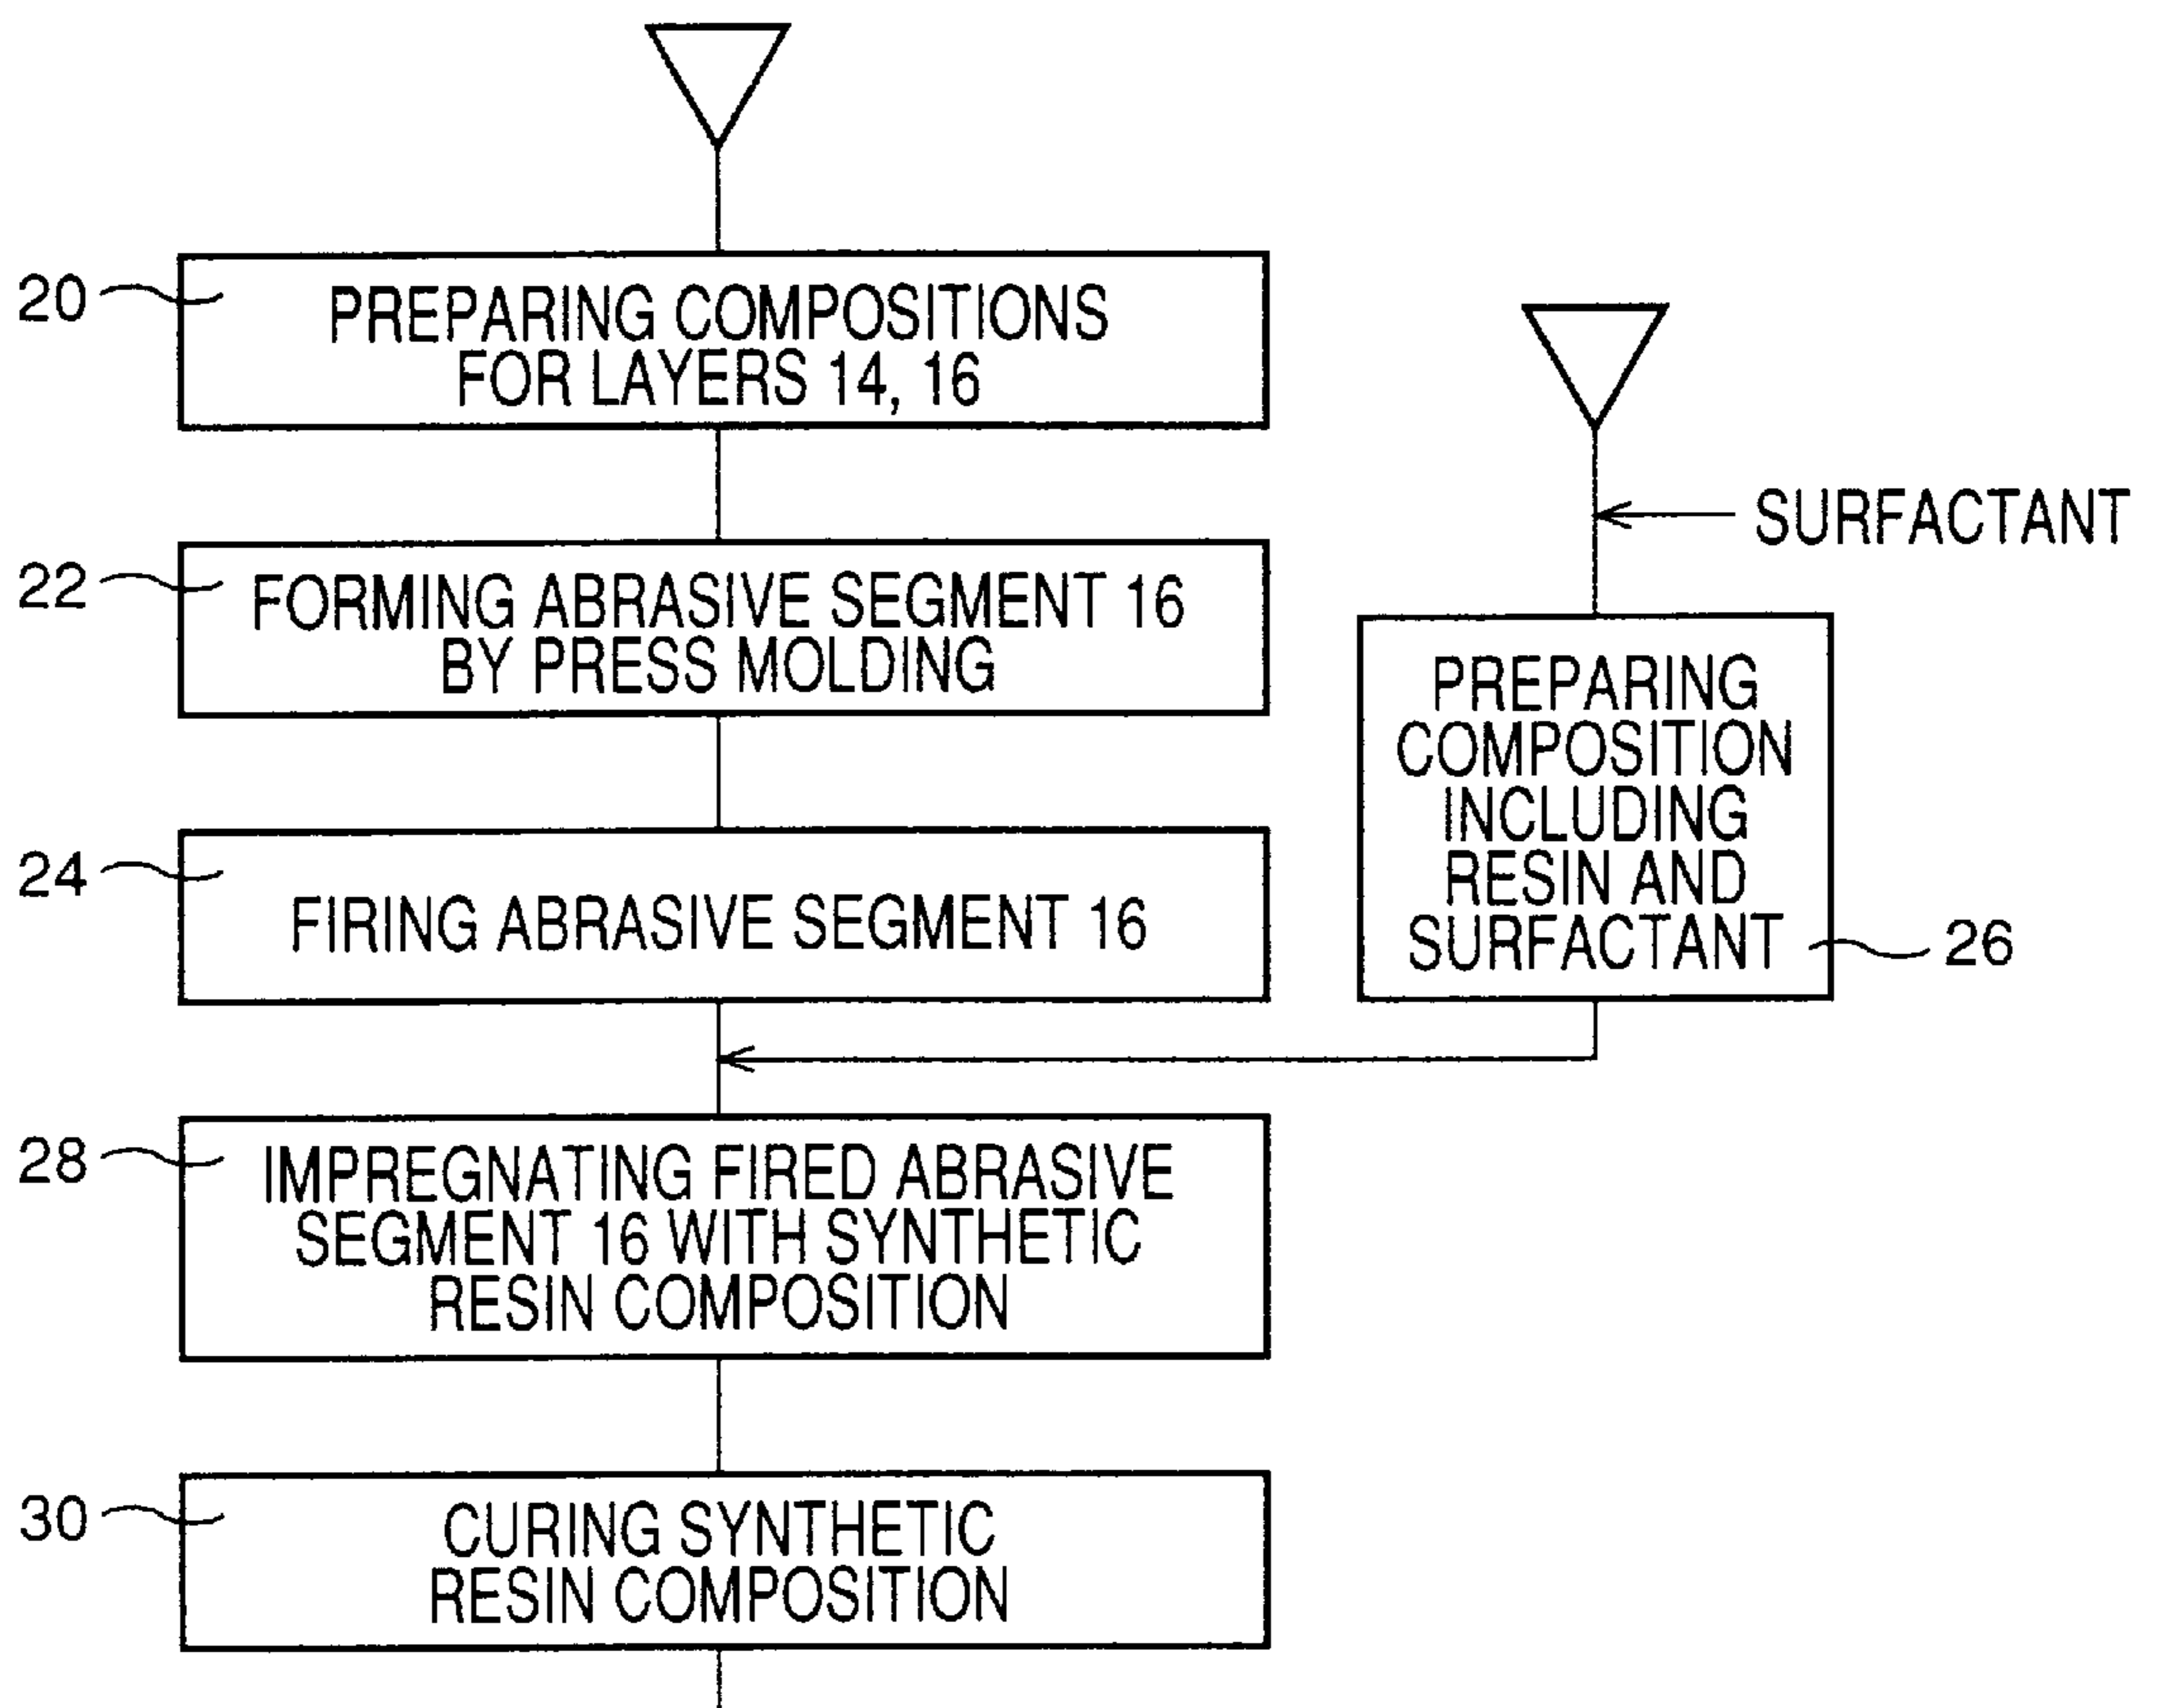 20
PREPARING COMPOSITIONS
FOR LAYERS 14, 16
SURFACTANT
22
FORMING ABRASIVE SEGMENT 16
BY PRESS MOLDING
PREPARING
COMPOSITION
INCLUDING
RESIN AND
SURFACTANT
26
24
FIRING ABRASIVE SEGMENT 16
28
IMPREGNATING FIRED ABRASIVE
SEGMENT 16 WITH SYNTHETIC
RESIN COMPOSITION
30
CURING SYNTHETIC
RESIN COMPOSITION